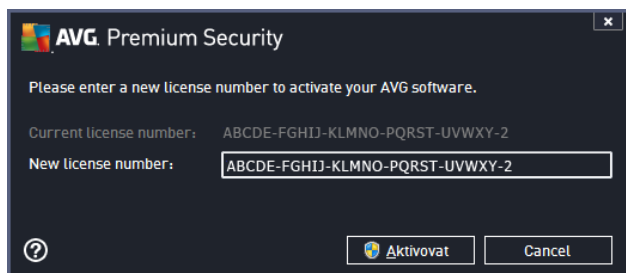 AVG. Premium Security
Please enter a new license number to activate your AVG software.
Current license number: ABCDE-FGHIJ-KLMNO-PQRST-UVWXY-2
New license number: ABCDE-FGHIJ-KLMNO-PQRST-UVWXY-2
? Aktivovat Cancel